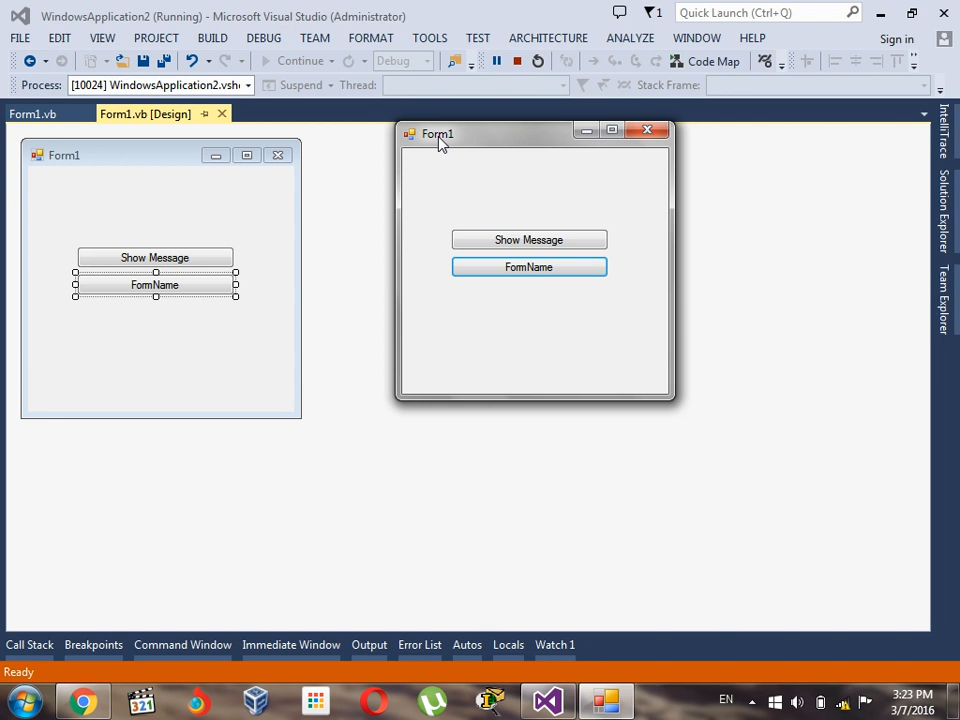 WindowsApplication2 (Running) - Microsoft Visual Studio (Administrator)
1
Quick Launch (Ctrl+Q)
FILE EDIT VIEW PROJECT BUILD DEBUG TEAM FORMAT TOOLS TEST ARCHITECTURE ANALYZE WINDOW HELP Sign in
Continue Debug Code Map
Process: [10024] WindowsApplication2.vshc Suspend Thread: Stack Frame:
Form1.vb Form1.vb [Design]
IntelliTrace
Solution Explorer
Team Explorer
Form1
Show Message
FormName
Form1
Show Message
FormName
Call Stack Breakpoints Command Window Immediate Window Output Error List Autos Locals Watch 1
Ready
321
EN
3:23 PM
3/7/2016